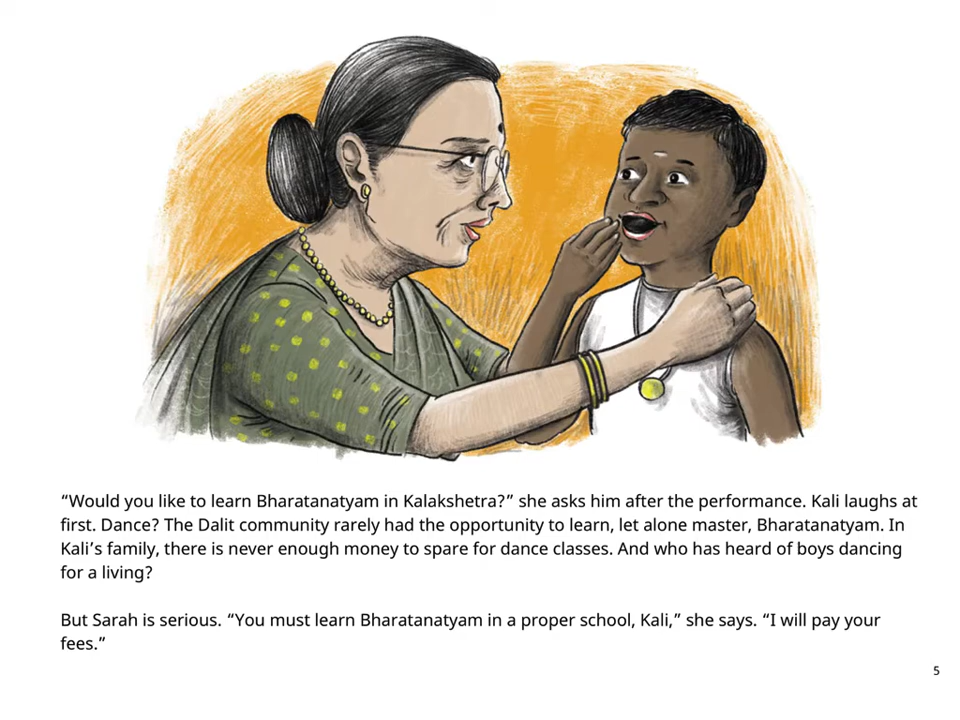 “Would you like to learn Bharatanatyam in Kalakshetra?” she asks him after the performance. Kali laughs at
first. Dance? The Dalit community rarely had the opportunity to learn, let alone master, Bharatanatyam. In
Kali’s family, there is never enough money to spare for dance classes. And who has heard of boys dancing
for a living?
But Sarah is serious. “You must learn Bharatanatyam in a proper school, Kali,” she says. “I will pay your
fees.”
5